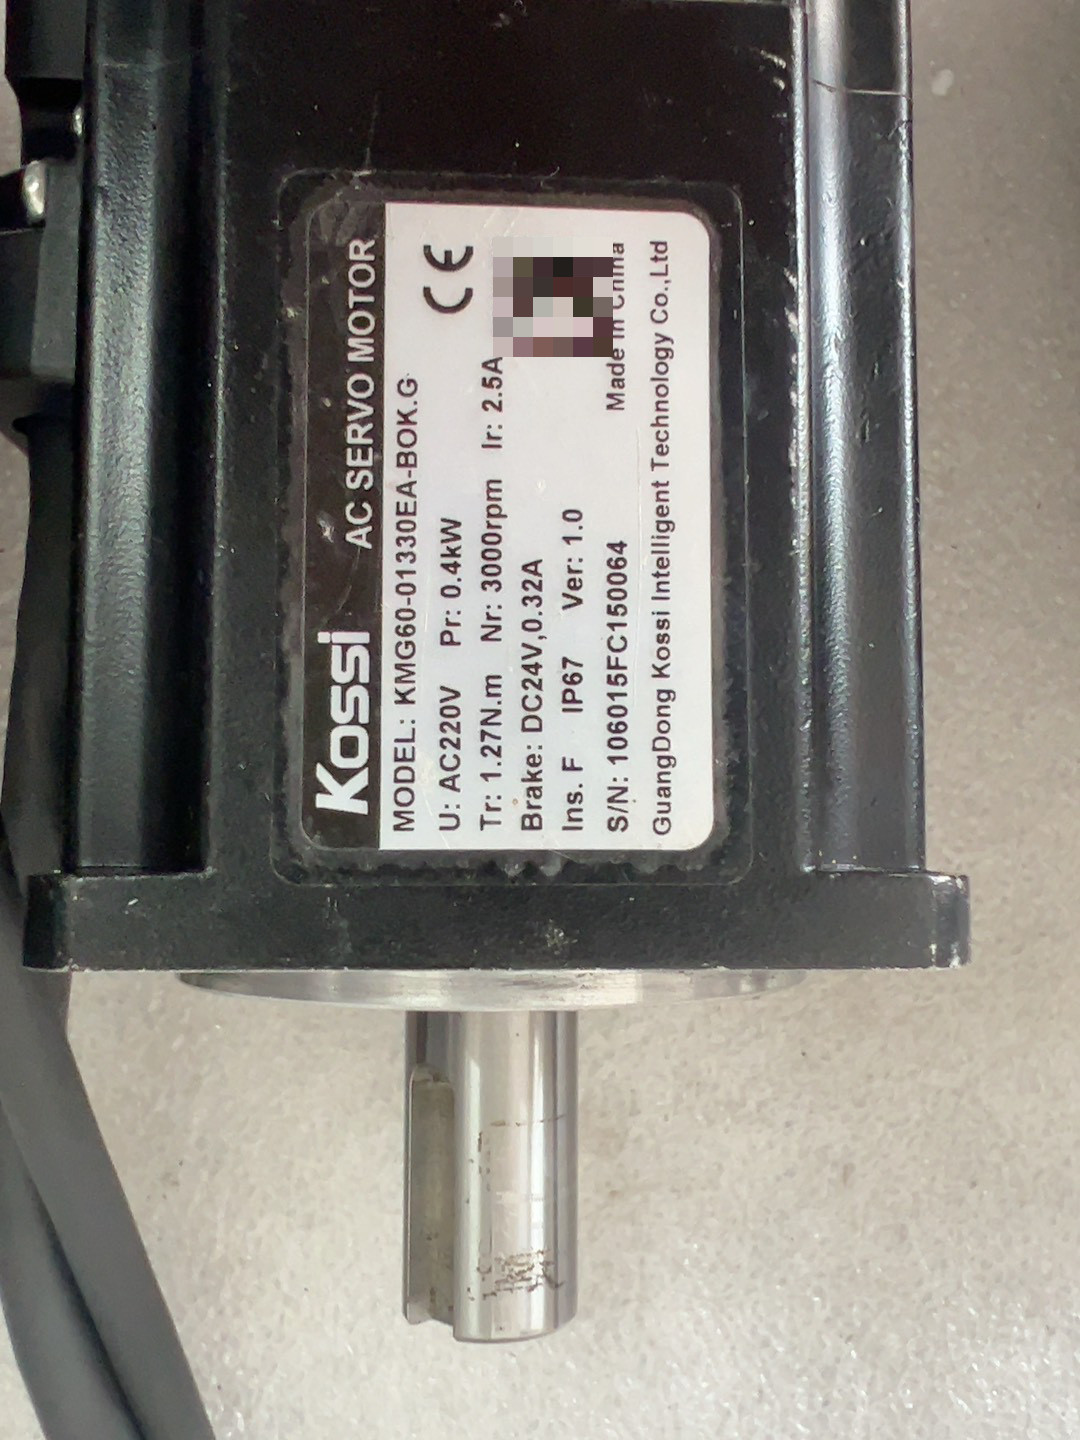 Kossi AC SERVO MOTOR
MODEL: KMG60-01330EA-BOK.G
U: AC220V Pr: 0.4kW
Tr: 1.27N.m Nr: 3000rpm Ir: 2.5A
Brake: DC24V,0.32A
Ins. F IP67 Ver: 1.0
S/N: 106015FC150064 Made in China
GuangDong Kossi Intelligent Technology Co.,Ltd
CE